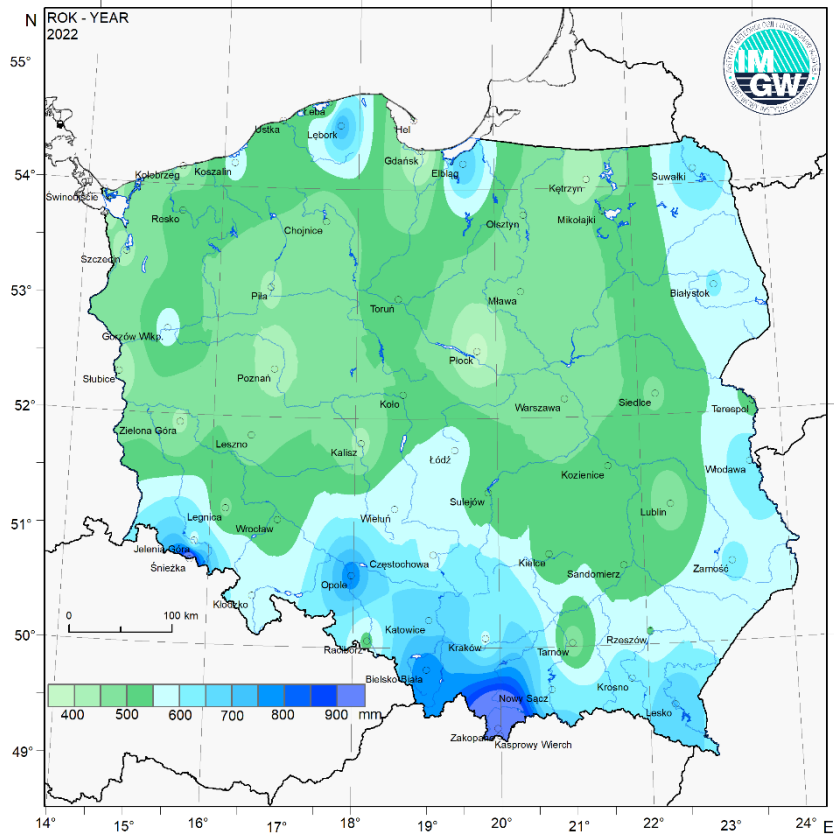 N
ROK - YEAR
2022
IMGW
55°
54°
53°
52°
51°
50°
49°
Łeba
Ustka
Lębork
Hel
Gdańsk
Elbląg
Kętrzyn
Suwałki
Koszalin
Kołobrzeg
Świnoujście
Resko
Chojnice
Olsztyn
Mikołajki
Szczecin
Białystok
Piła
Toruń
Mława
Gorzów Wlkp.
Płock
Słubice
Poznań
Koło
Warszawa
Siedlce
Terespol
Zielona Góra
Leszno
Kalisz
Łódź
Kozienice
Włodawa
Sulejów
Lublin
Legnica
Wrocław
Wieluń
Jelenia Góra
Śnieżka
Częstochowa
Kielce
Sandomierz
Zamość
Opole
Kłodzko
0 100 km
Katowice
Kraków
Racibórz
Tarnów
Rzeszów
Bielsko-Biała
Nowy Sącz
Krosno
Lesko
Zakopane
Kasprowy Wierch
400 500 600 700 800 900 mm
14 15° 16° 17° 18° 19° 20° 21° 22° 23° 24° E